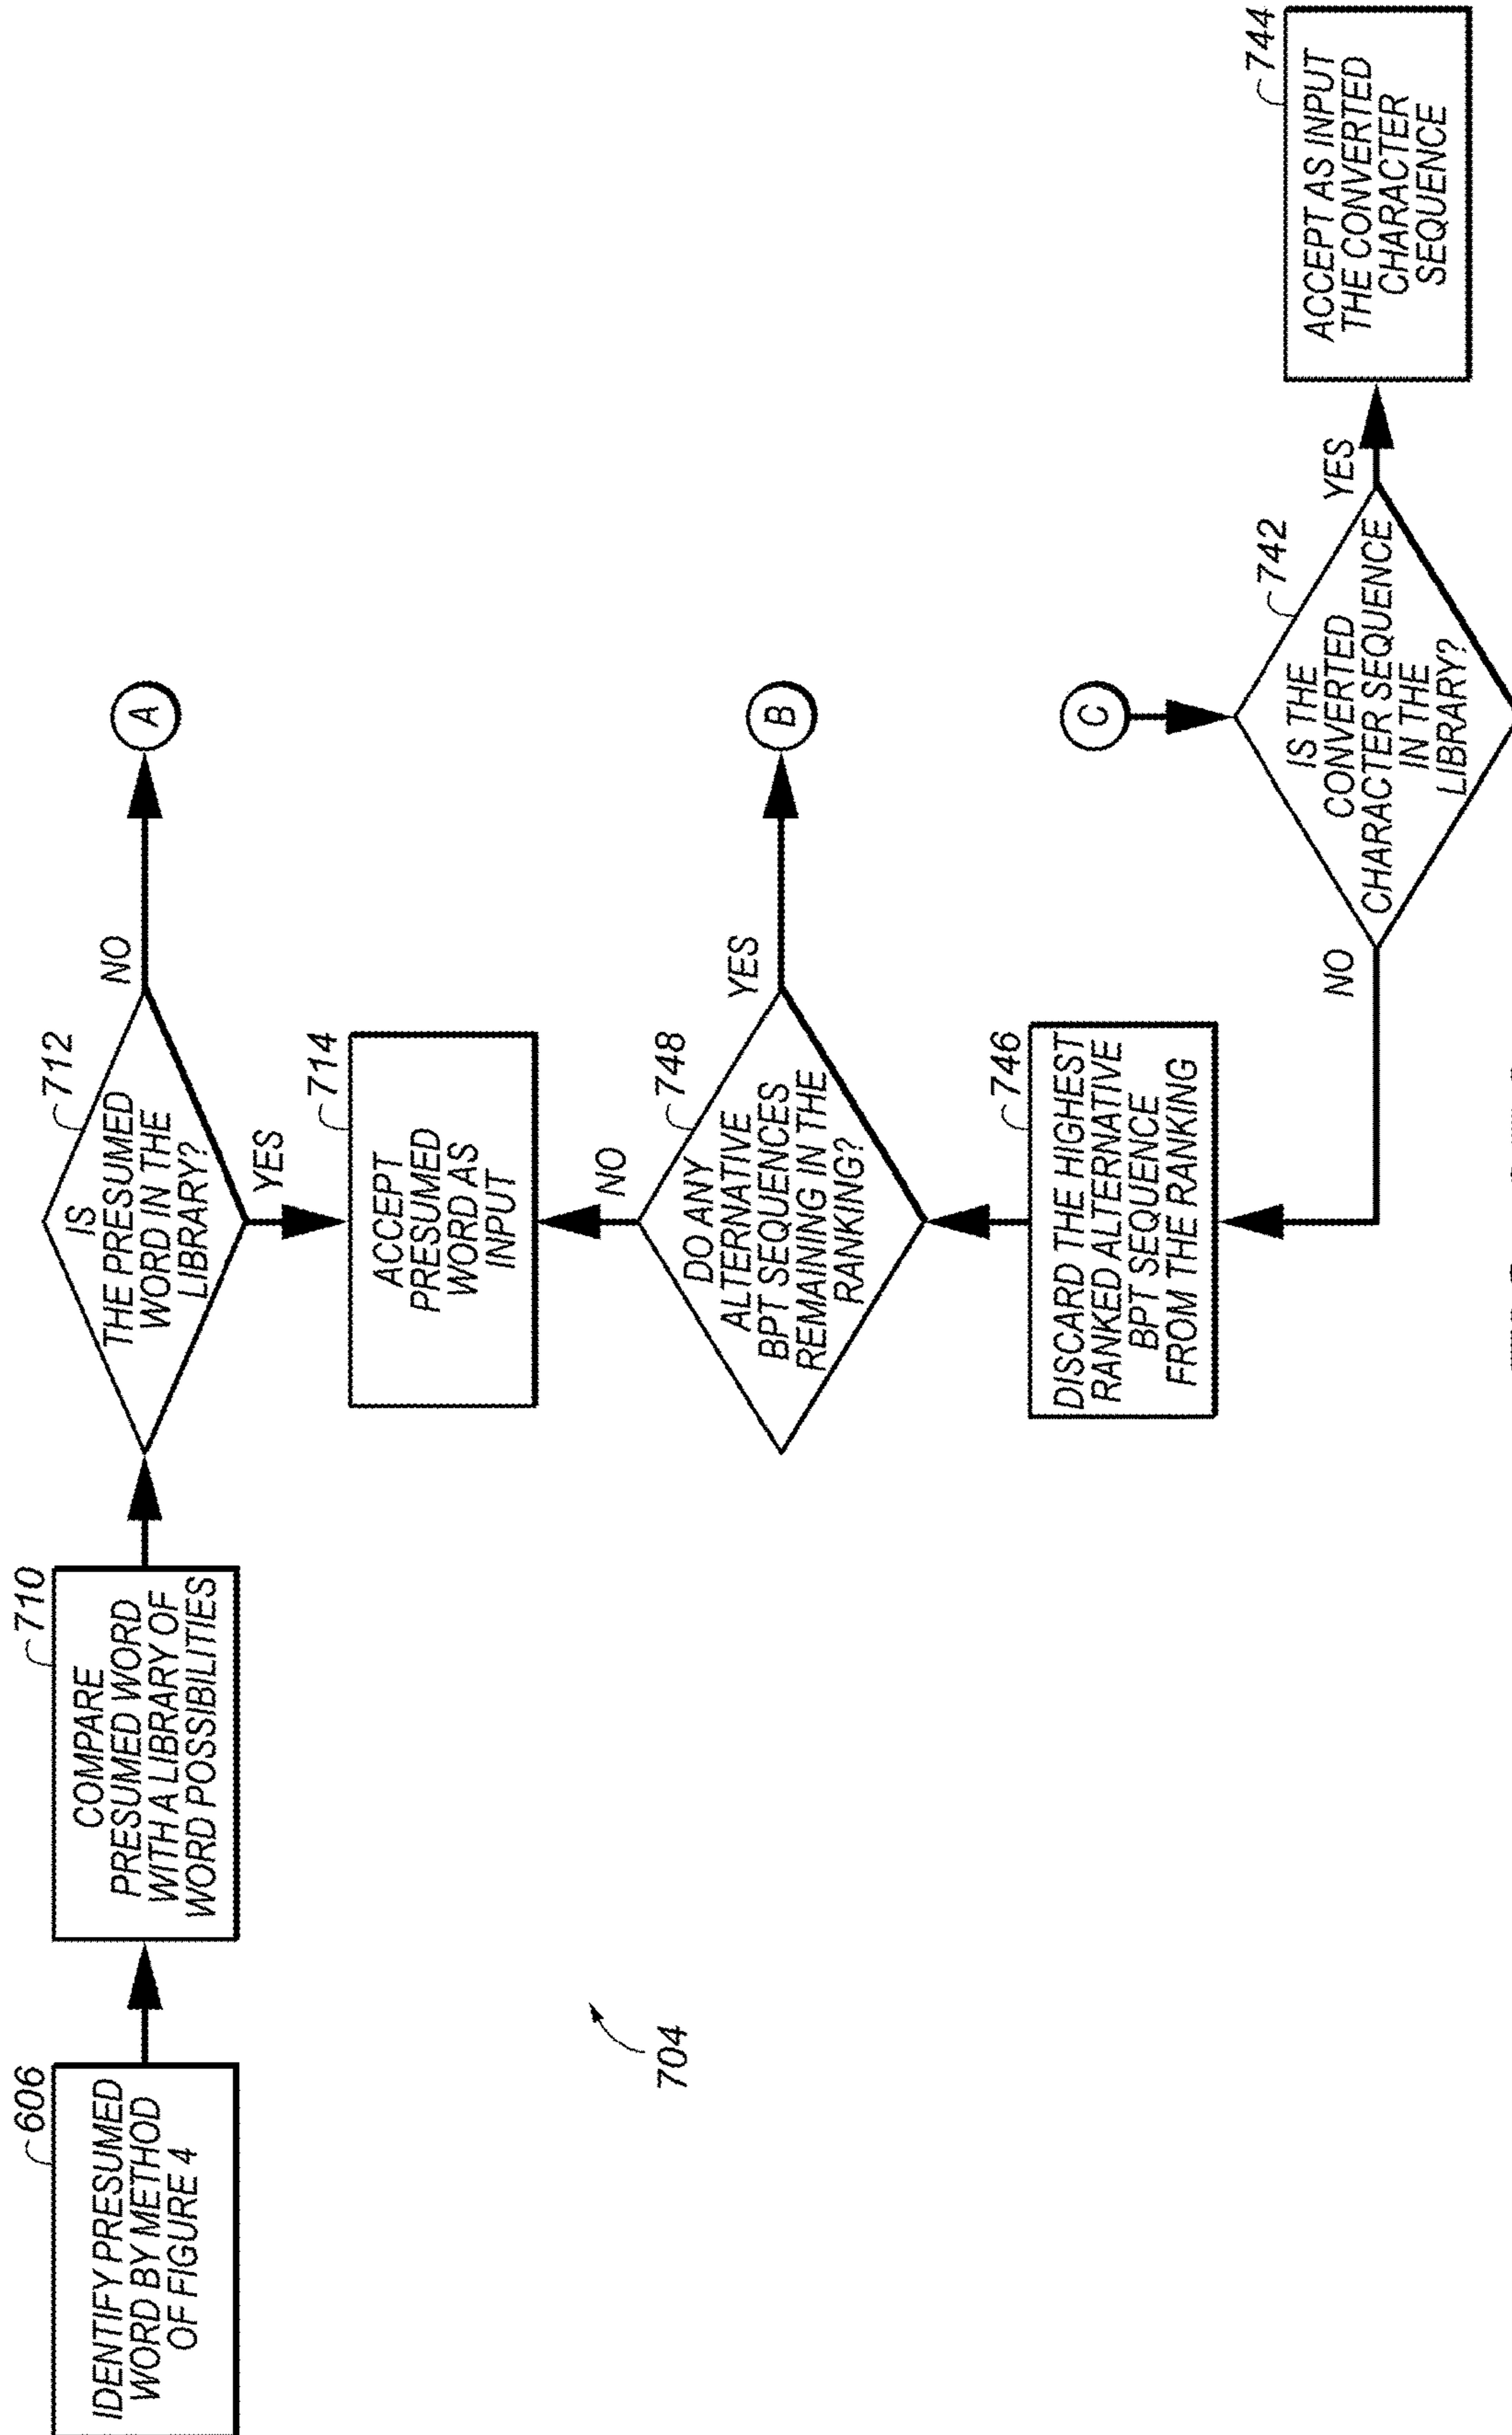 606
IDENTIFY PRESUMED
WORD BY METHOD
OF FIGURE 4
710
COMPARE
PRESUMED WORD
WITH A LIBRARY OF
WORD POSSIBILITIES
712
IS
THE PRESUMED
WORD IN THE
LIBRARY?
NO
A
YES
714
ACCEPT
PRESUMED
WORD AS
INPUT
NO
748
DO ANY
ALTERNATIVE
BPT SEQUENCES
REMAINING IN THE
RANKING?
YES
B
746
DISCARD THE HIGHEST
RANKED ALTERNATIVE
BPT SEQUENCE
FROM THE RANKING
C
742
IS THE
CONVERTED
CHARACTER SEQUENCE
IN THE
LIBRARY?
NO
YES
744
ACCEPT AS INPUT
THE CONVERTED
CHARACTER
SEQUENCE
704